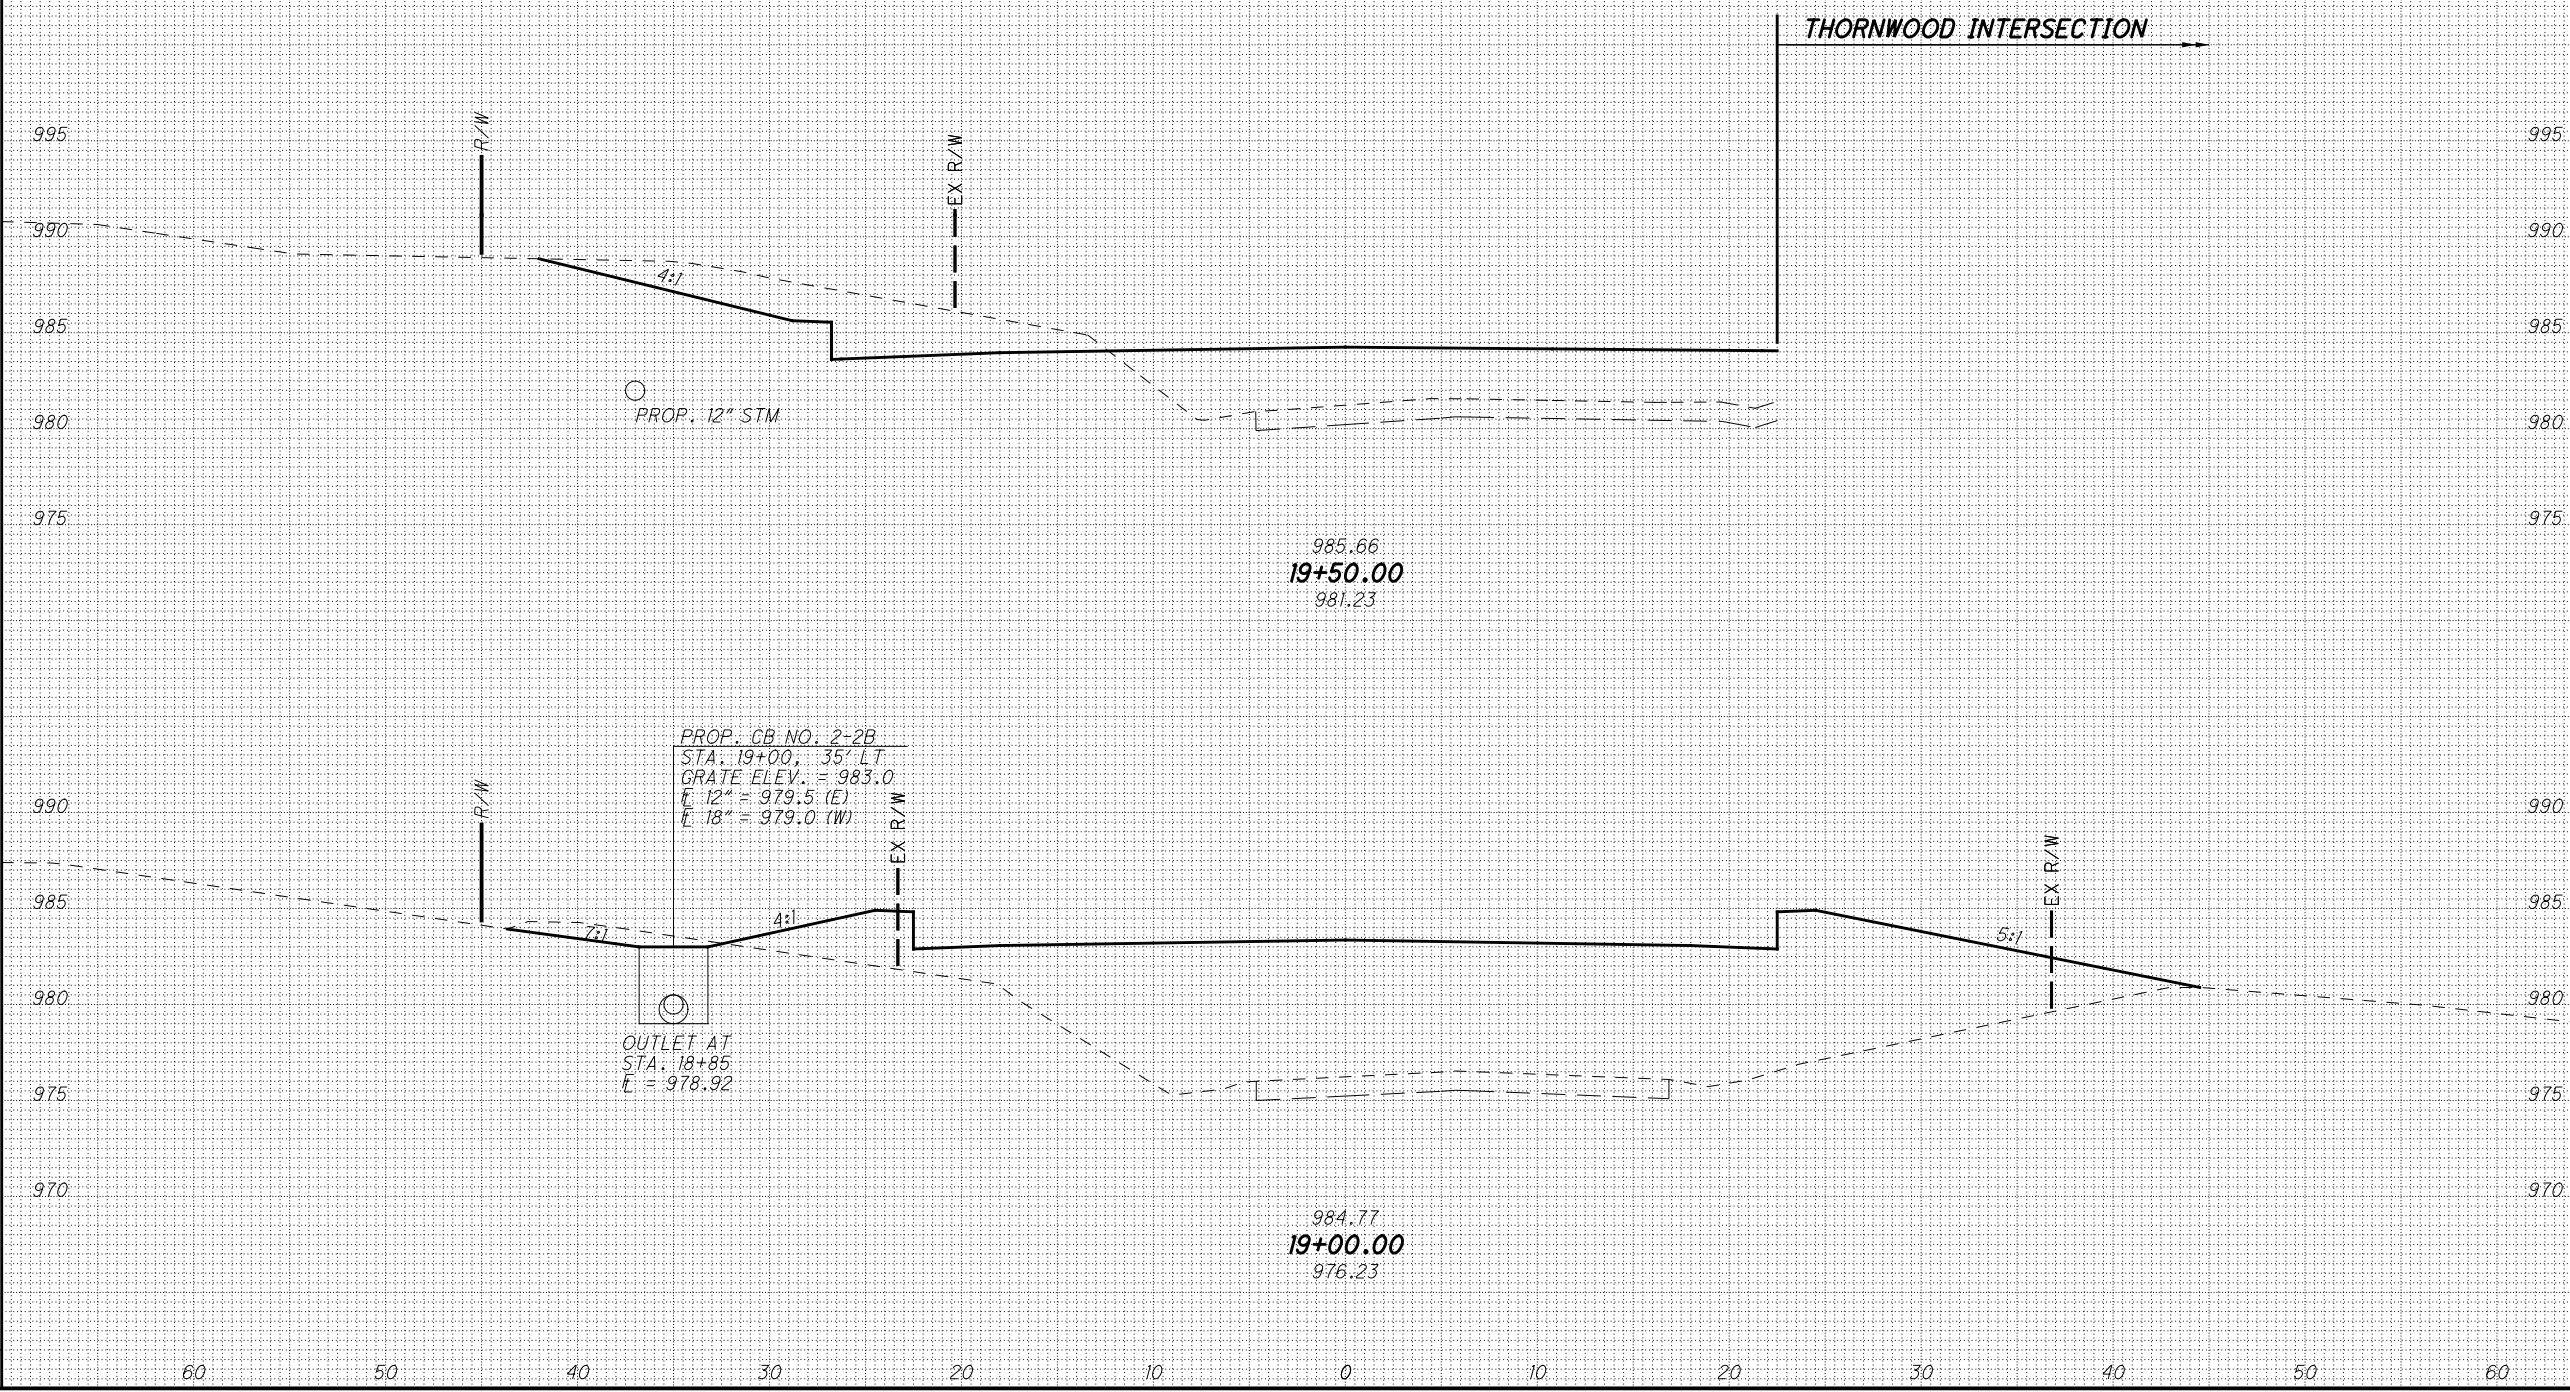 THORNWOOD INTERSECTION
R/W
EX R/W
995 995
990 990
4:1
985 985
PROP. 12" STM
980 980
975 975
985.66
19+50.00
981.23
PROP. CB NO. 2-2B
STA. 19+00, 35' LT
GRATE ELEV. = 983.0
12" = 979.5 (E)
18" = 979.0 (W)
R/W
EX R/W
EX R/W
990 990
985 985
7:1
4:1
5:1
980 980
OUTLET AT
STA. 18+85
= 978.92
975 975
970 970
984.77
19+00.00
976.23
60 50 40 30 20 10 0 10 20 30 40 50 60